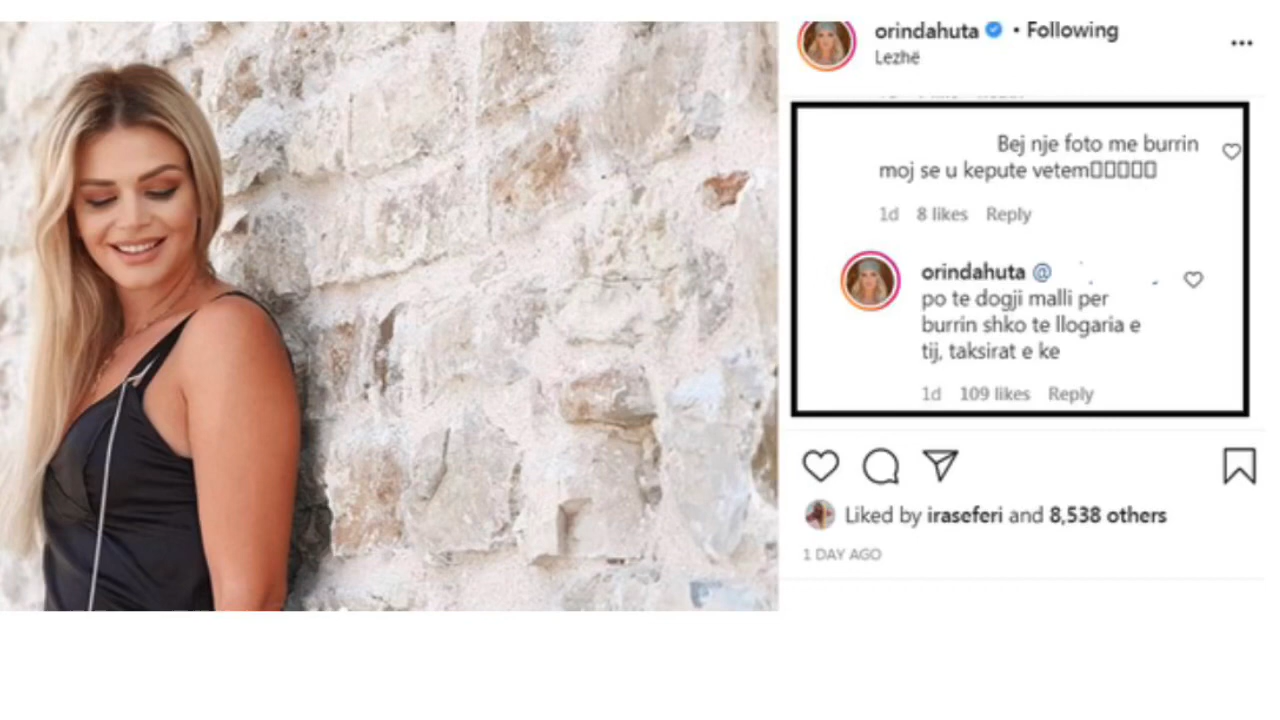 orindahuta • Following
Lezhë
Bej nje foto me burrin
moj se u kepute vetem
1d 8 likes Reply
orindahuta @
po te dogji malli per
burrin shko te llogaria e
tij, taksirat e ke
1d 109 likes Reply
Liked by iraseferi and 8,538 others
1 DAY AGO